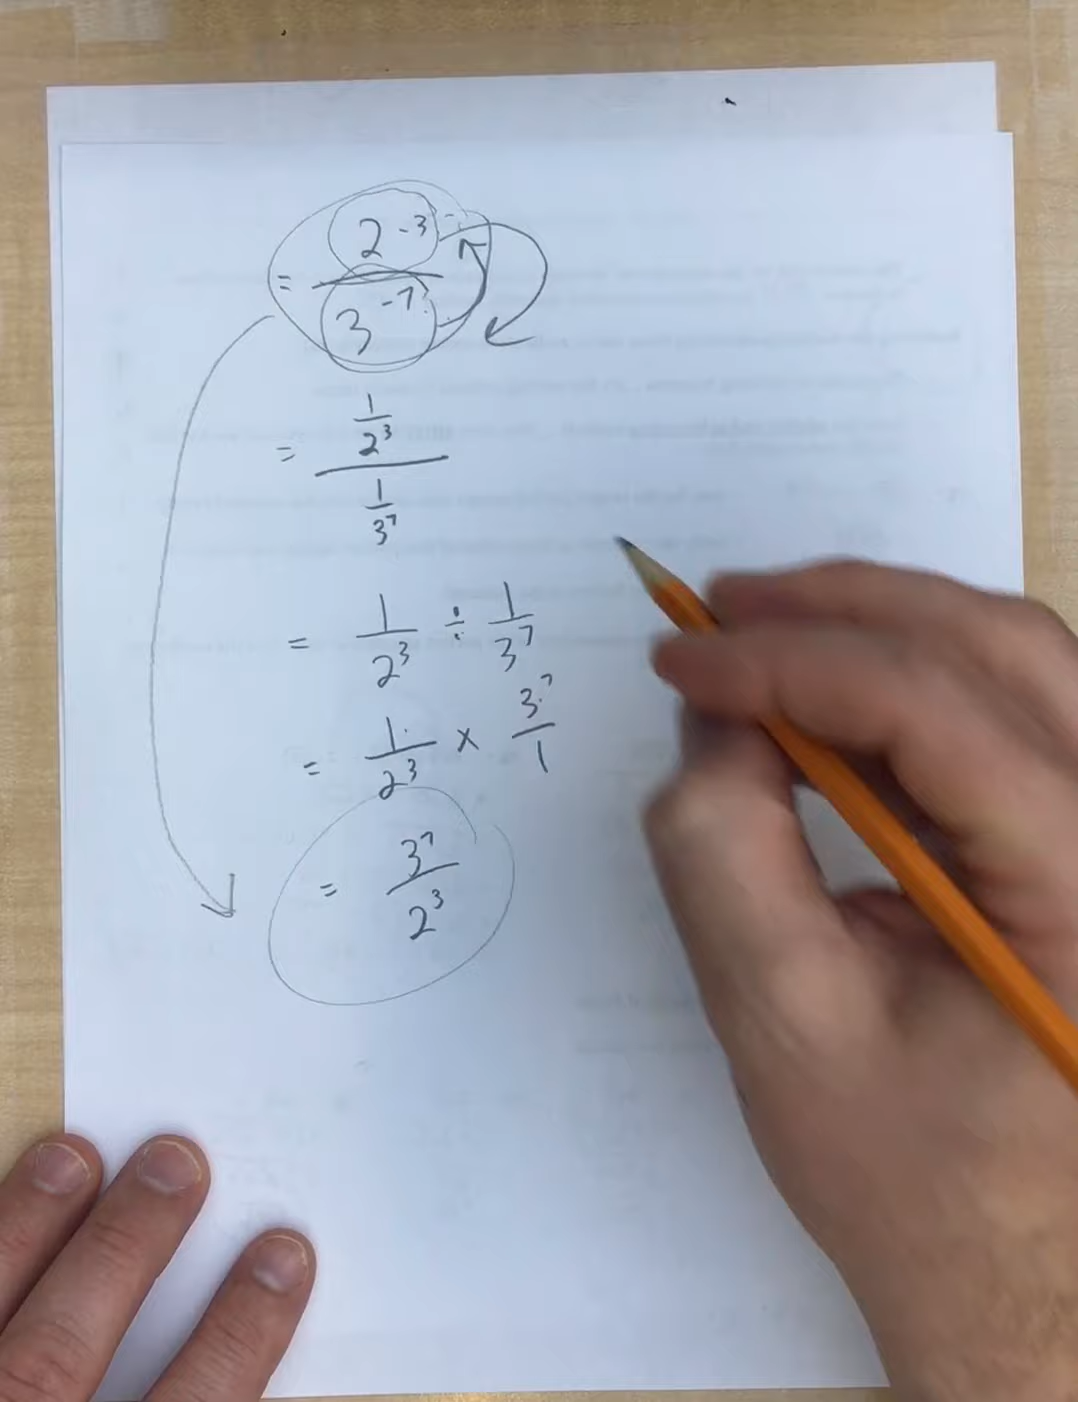 = 2^-3 / 3^-7
= (1/2^3) / (1/3^7)
= 1/2^3 ÷ 1/3^7
= 1/2^3 × 3^7/1
= 3^7/2^3